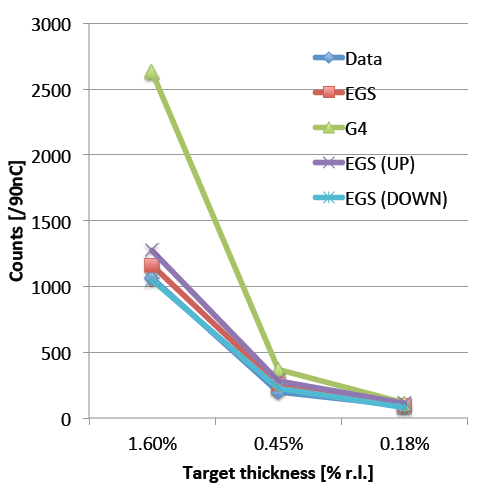 3000
2500
2000
1500
1000
500
0
Counts [/90nC]
Data
EGS
G4
EGS (UP)
EGS (DOWN)
1.60% 0.45% 0.18%
Target thickness [% r.l.]